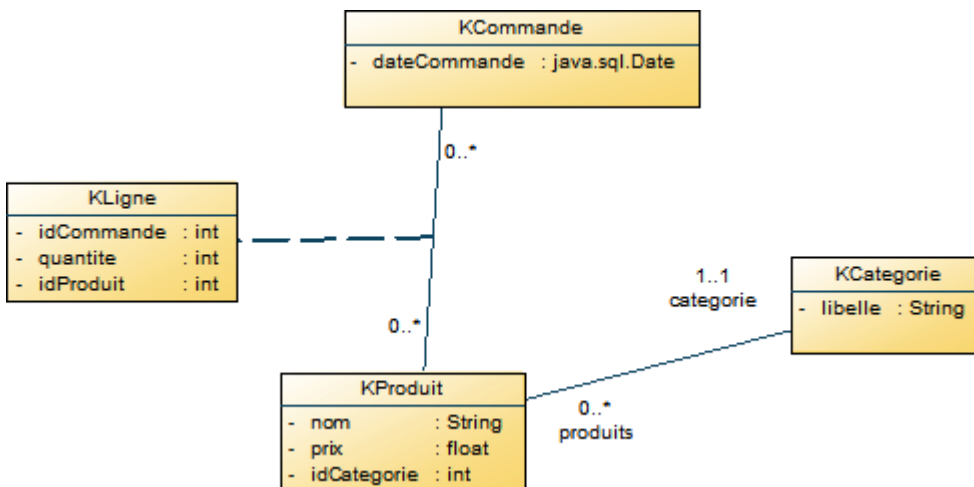 KCommande
- dateCommande : java.sql.Date
0..*
KLigne
- idCommande : int
- quantite : int
- idProduit : int
1..1
categorie
KCategorie
- libelle : String
0..*
KProduit
- nom : String
- prix : float
- idCategorie : int
0..*
produits